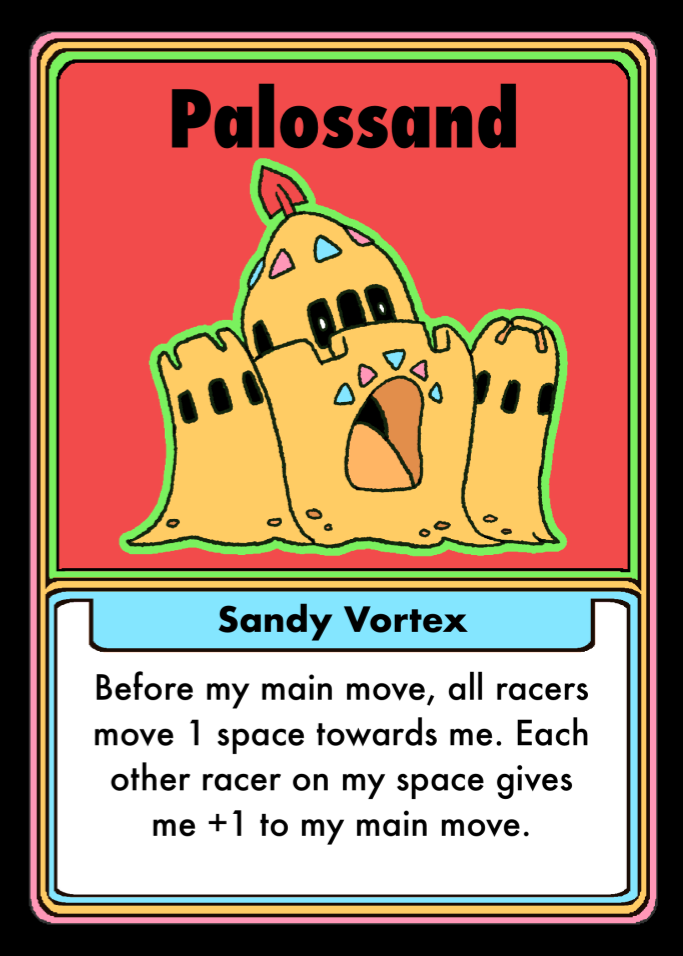 Palossand
Sandy Vortex
Before my main move, all racers
move 1 space towards me. Each
other racer on my space gives
me +1 to my main move.